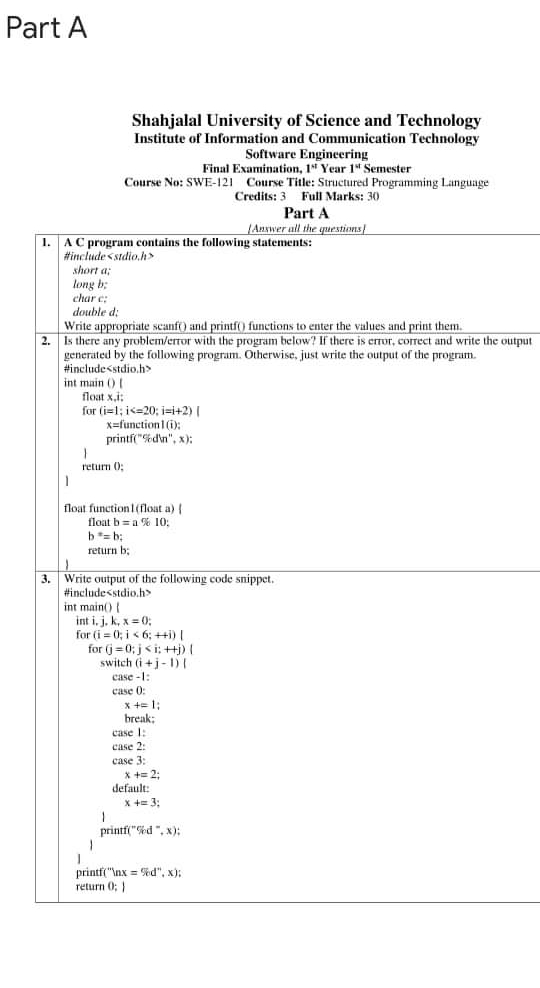 Part A
Shahjalal University of Science and Technology
Institute of Information and Communication Technology
Software Engineering
Final Examination, 1st Year 1st Semester
Course No: SWE-121 Course Title: Structured Programming Language
Credits: 3 Full Marks: 30
Part A
[Answer all the questions]
1. A C program contains the following statements:
#include<stdio.h>
short a;
long b;
char c;
double d;
Write appropriate scanf() and printf() functions to enter the values and print them.
2. Is there any problem/error with the program below? If there is error, correct and write the output
generated by the following program. Otherwise, just write the output of the program.
#include<stdio.h>
int main () {
float x,i;
for (i=1; i<=20; i=i+2) {
x=function1(i);
printf("%d\n", x);
}
return 0;
}
float function1(float a) {
float b = a % 10;
b *= b;
return b;
}
3. Write output of the following code snippet.
#include<stdio.h>
int main() {
int i, j, k, x = 0;
for (i = 0; i < 6; ++i) {
for (j = 0; j < i; ++j) {
switch (i + j - 1) {
case -1:
case 0:
x += 1;
break;
case 1:
case 2:
case 3:
x += 2;
default:
x += 3;
}
printf("%d ", x);
}
}
printf("\nx = %d", x);
return 0; }